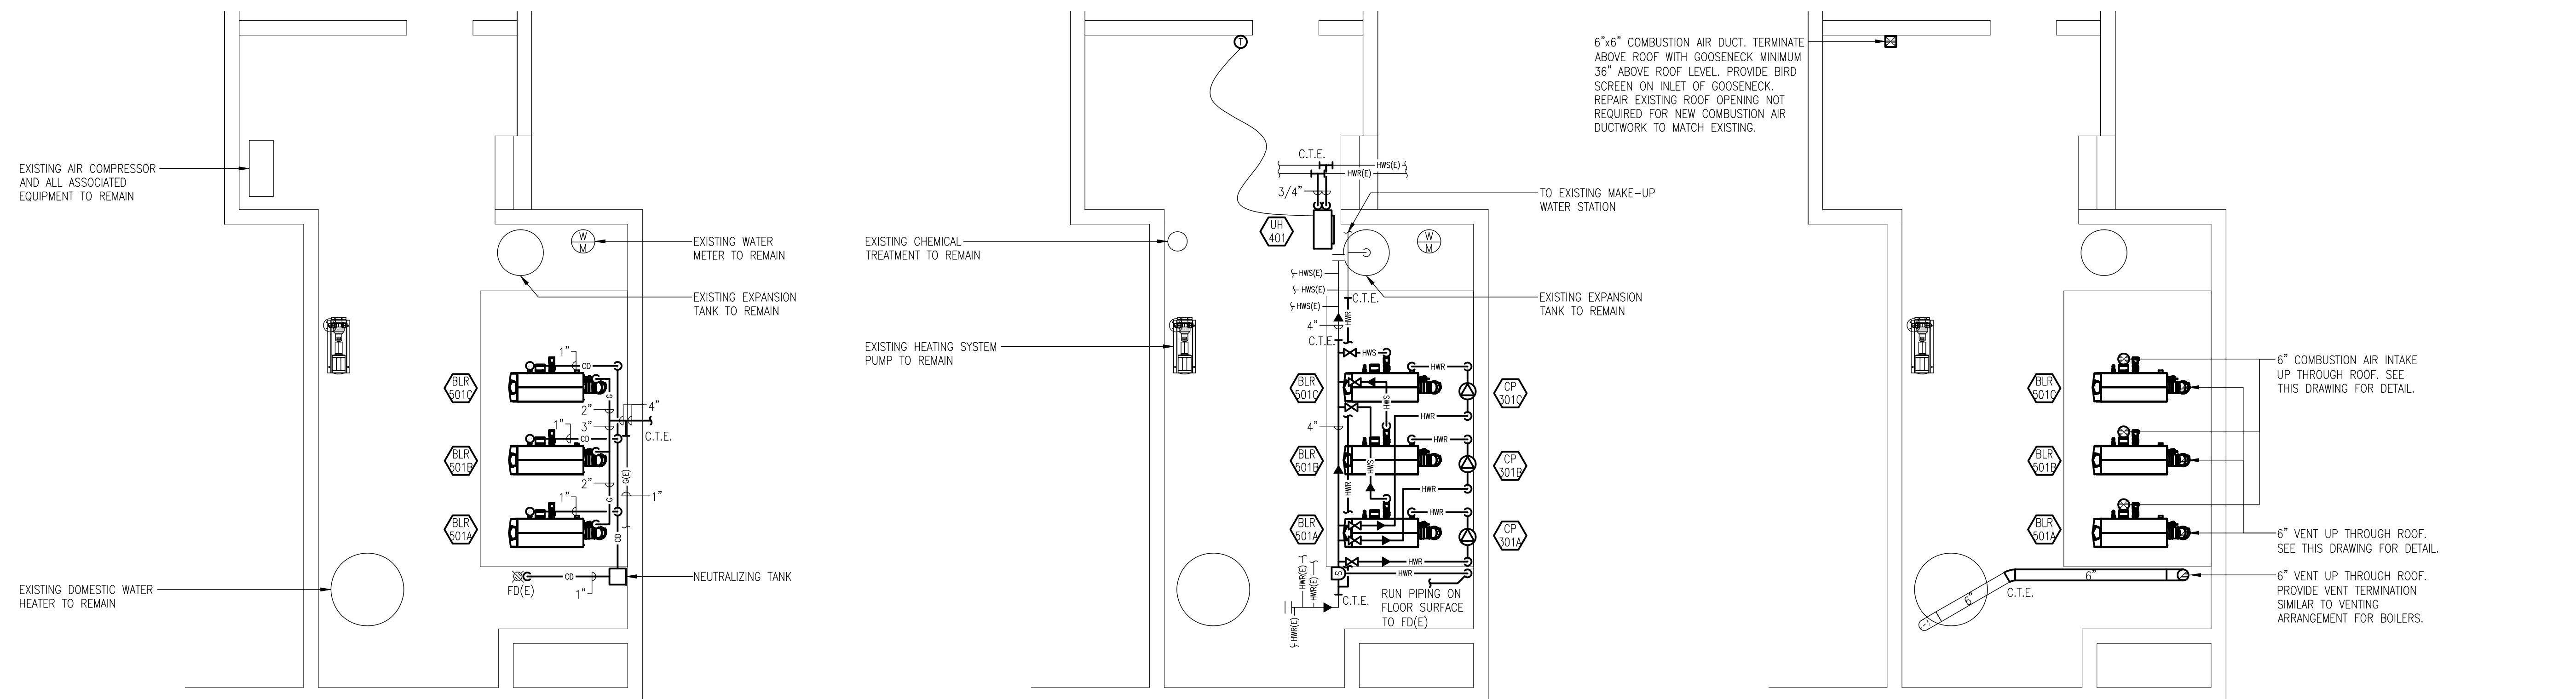 EXISTING AIR COMPRESSOR
AND ALL ASSOCIATED
EQUIPMENT TO REMAIN
W
M
EXISTING WATER
METER TO REMAIN
EXISTING EXPANSION
TANK TO REMAIN
1"
CD
BLR
501C
G
2"
4"
3"
1"
CD
C.T.E.
BLR
501B
G(E)
2"
1"
G
1"
CD
BLR
501A
CD
CD
FD(E)
1"
NEUTRALIZING TANK
EXISTING DOMESTIC WATER
HEATER TO REMAIN
T
C.T.E.
HWS(E)
HWR(E)
3/4"
TO EXISTING MAKE-UP
WATER STATION
UH
401
W
M
EXISTING CHEMICAL
TREATMENT TO REMAIN
HWS(E)
HWS(E)
HWS(E)
C.T.E.
EXISTING EXPANSION
TANK TO REMAIN
4"
HWR
C.T.E.
EXISTING HEATING SYSTEM
PUMP TO REMAIN
HWS
HWR
BLR
501C
CP
301C
HWS
HWR
4"
HWR
BLR
501B
CP
301B
HWS
HWR
HWR
HWR
BLR
501A
CP
301A
HWR
S
HWR
HWR(E)
HWR(E)
C.T.E.
HWR(E)
RUN PIPING ON
FLOOR SURFACE
TO FD(E)
6"x6" COMBUSTION AIR DUCT. TERMINATE
ABOVE ROOF WITH GOOSENECK MINIMUM
36" ABOVE ROOF LEVEL. PROVIDE BIRD
SCREEN ON INLET OF GOOSENECK.
REPAIR EXISTING ROOF OPENING NOT
REQUIRED FOR NEW COMBUSTION AIR
DUCTWORK TO MATCH EXISTING.
BLR
501C
BLR
501B
BLR
501A
6" COMBUSTION AIR INTAKE
UP THROUGH ROOF. SEE
THIS DRAWING FOR DETAIL.
6" VENT UP THROUGH ROOF.
SEE THIS DRAWING FOR DETAIL.
6"
6"
C.T.E.
6" VENT UP THROUGH ROOF.
PROVIDE VENT TERMINATION
SIMILAR TO VENTING
ARRANGEMENT FOR BOILERS.